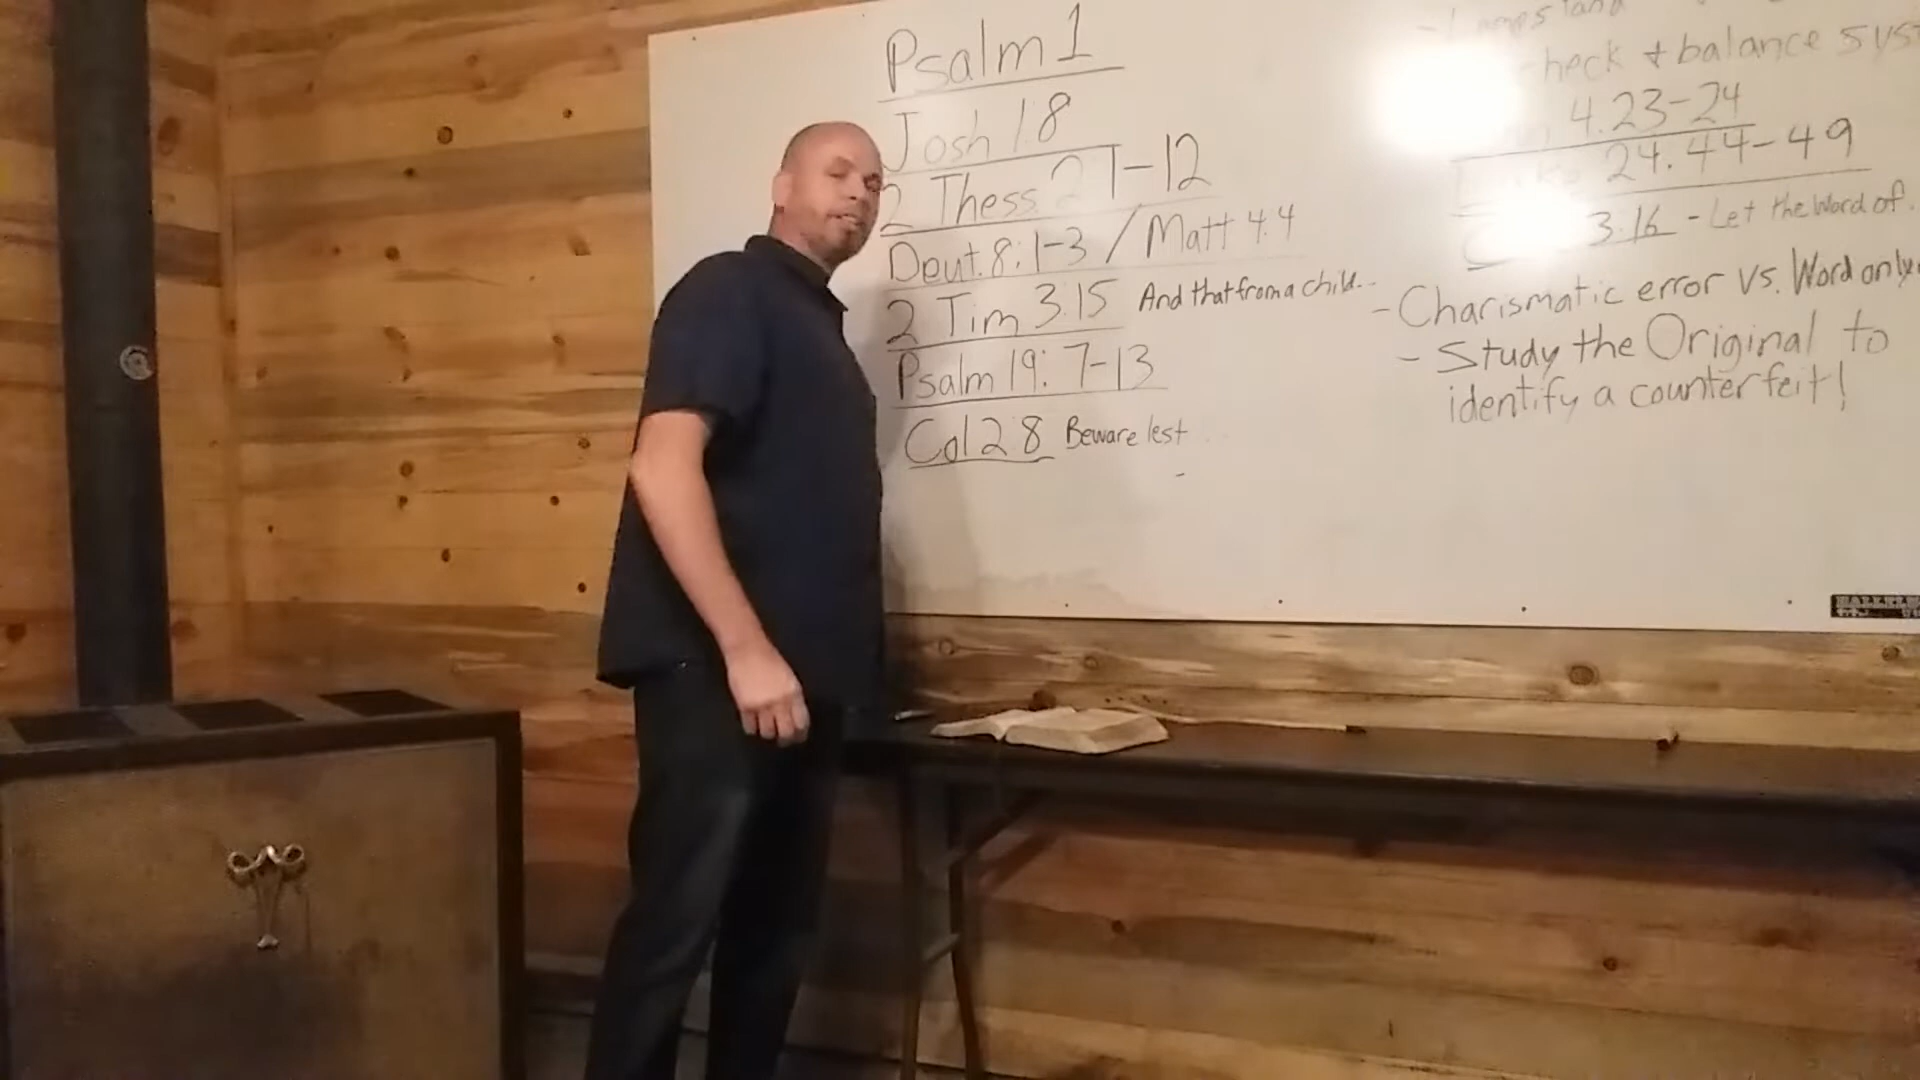 Psalm 1
Josh 1.8
2 Thess 2 7-12
Deut. 8:1-3 / Matt 4.4
2 Tim 3:15 And that from a child..
Psalm 19: 7-13
Col 2 8 Beware lest
check + balance syst
4.23-24
24.44-49
3.16 - Let the Word of.
- Charismatic error vs. Word only
- Study the Original to
identify a counterfeit!